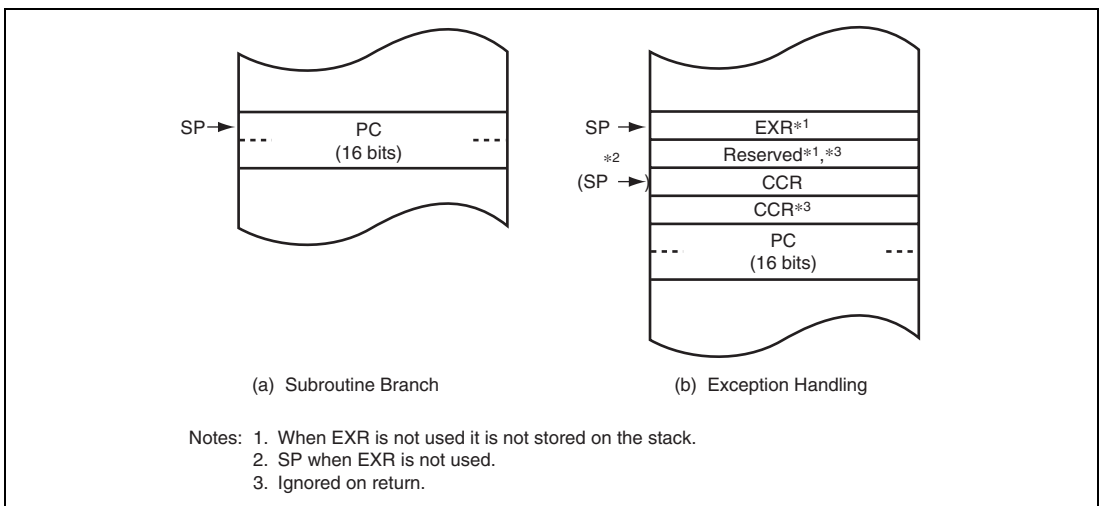 SP
PC
(16 bits)
(a) Subroutine Branch
SP
*2
(SP )
EXR*1
Reserved*1,*3
CCR
CCR*3
PC
(16 bits)
(b) Exception Handling
Notes: 1. When EXR is not used it is not stored on the stack.
2. SP when EXR is not used.
3. Ignored on return.